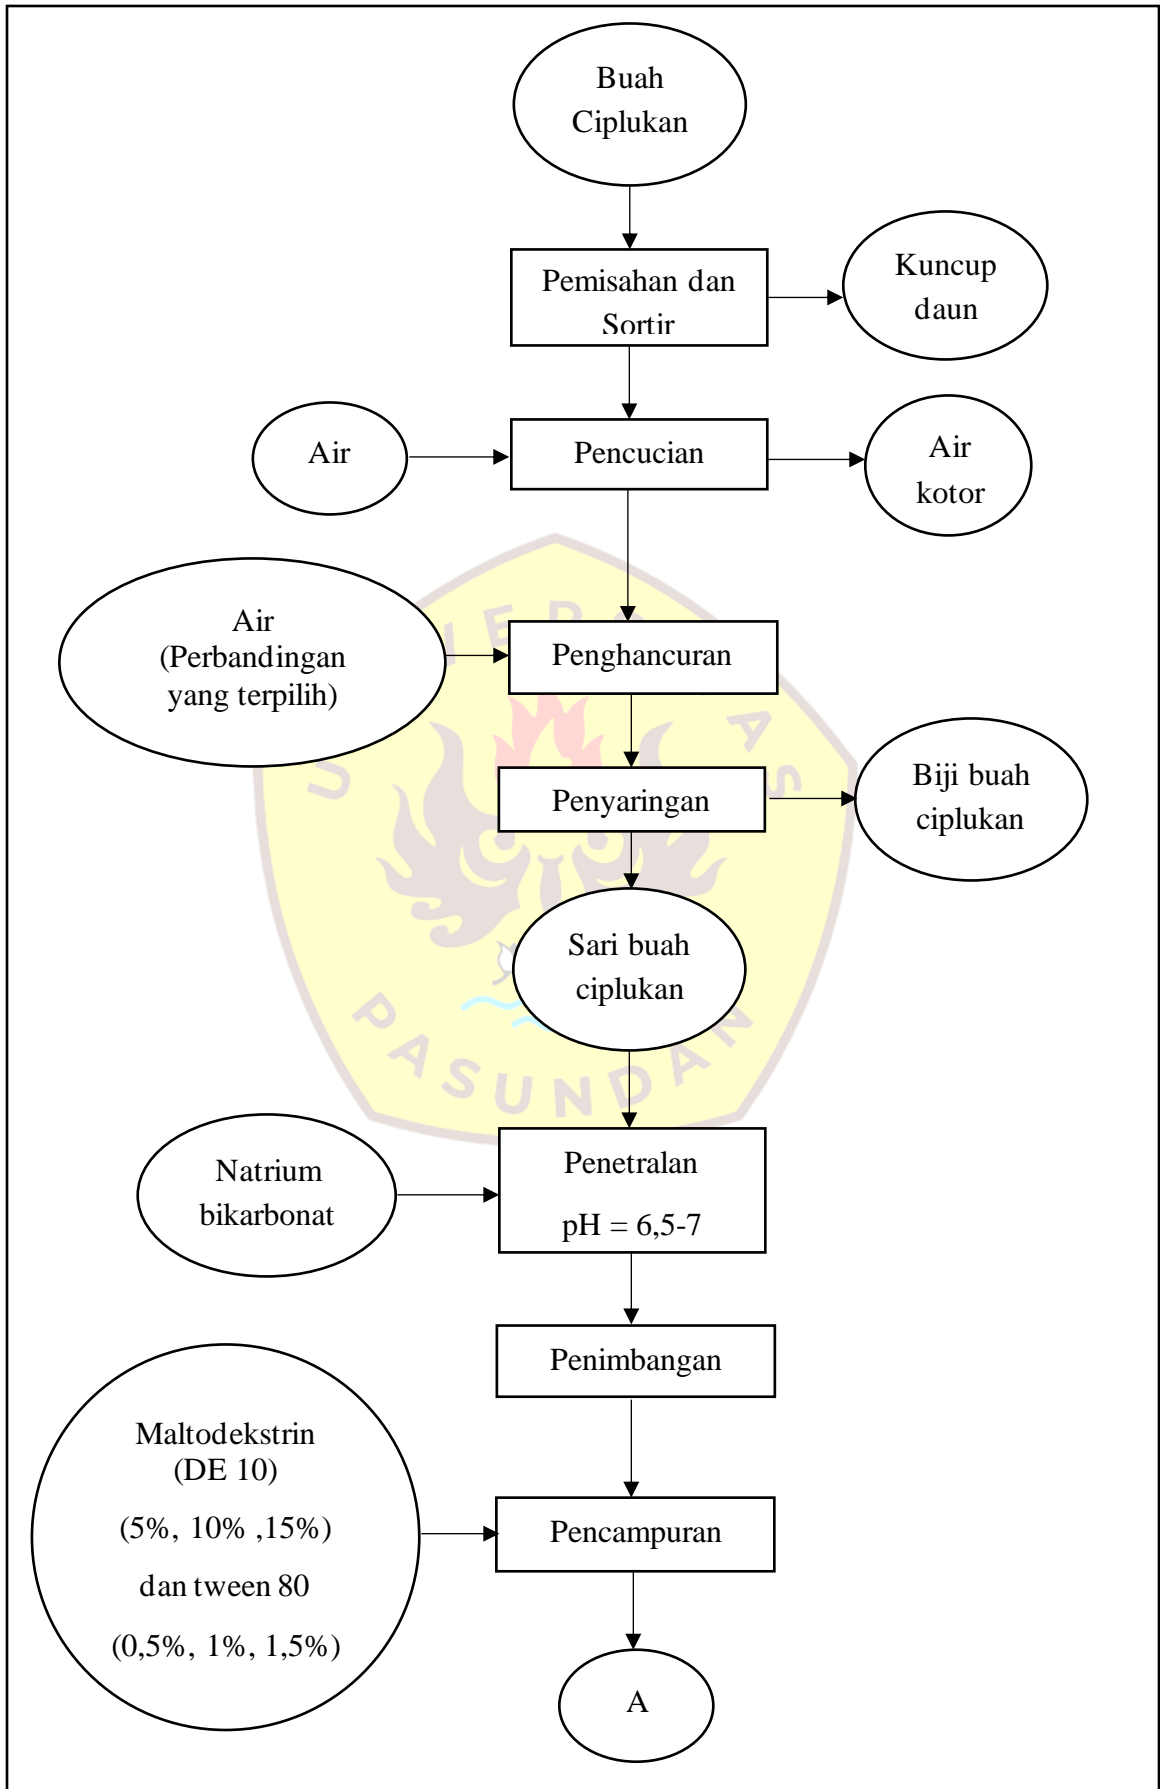 Buah
Ciplukan
Pemisahan dan
Sortir
Kuncup
daun
Air
Pencucian
Air
kotor
Air
(Perbandingan
yang terpilih)
Penghancuran
Penyaringan
Biji buah
ciplukan
Sari buah
ciplukan
PASUNDAN
Natrium
bikarbonat
Penetralan
pH = 6,5-7
Penimbangan
Maltodekstrin
(DE 10)
(5%, 10% ,15%)
dan tween 80
(0,5%, 1%, 1,5%)
Pencampuran
A